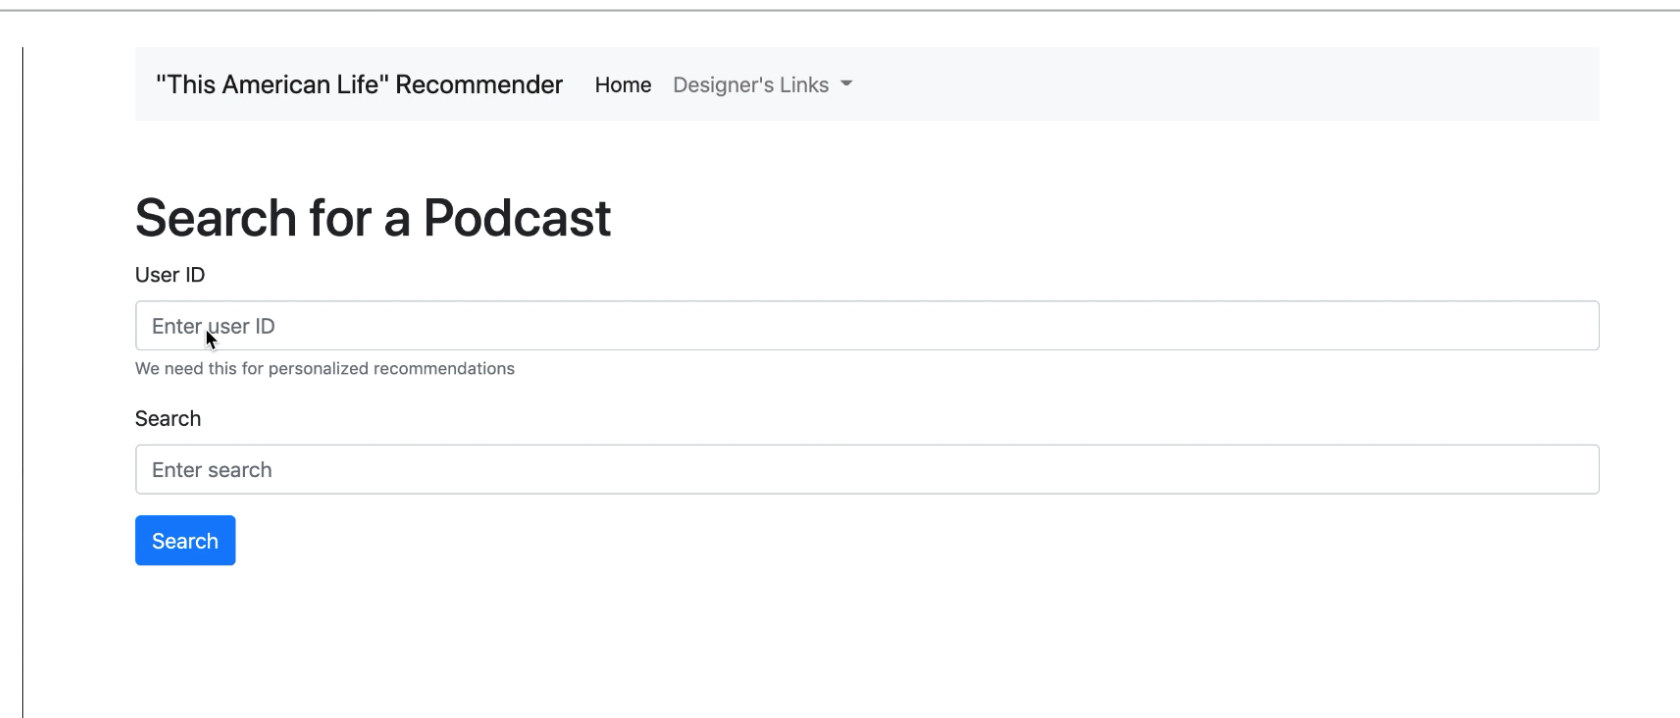 "This American Life" Recommender Home Designer's Links
Search for a Podcast
User ID
Enter user ID
We need this for personalized recommendations
Search
Enter search
Search